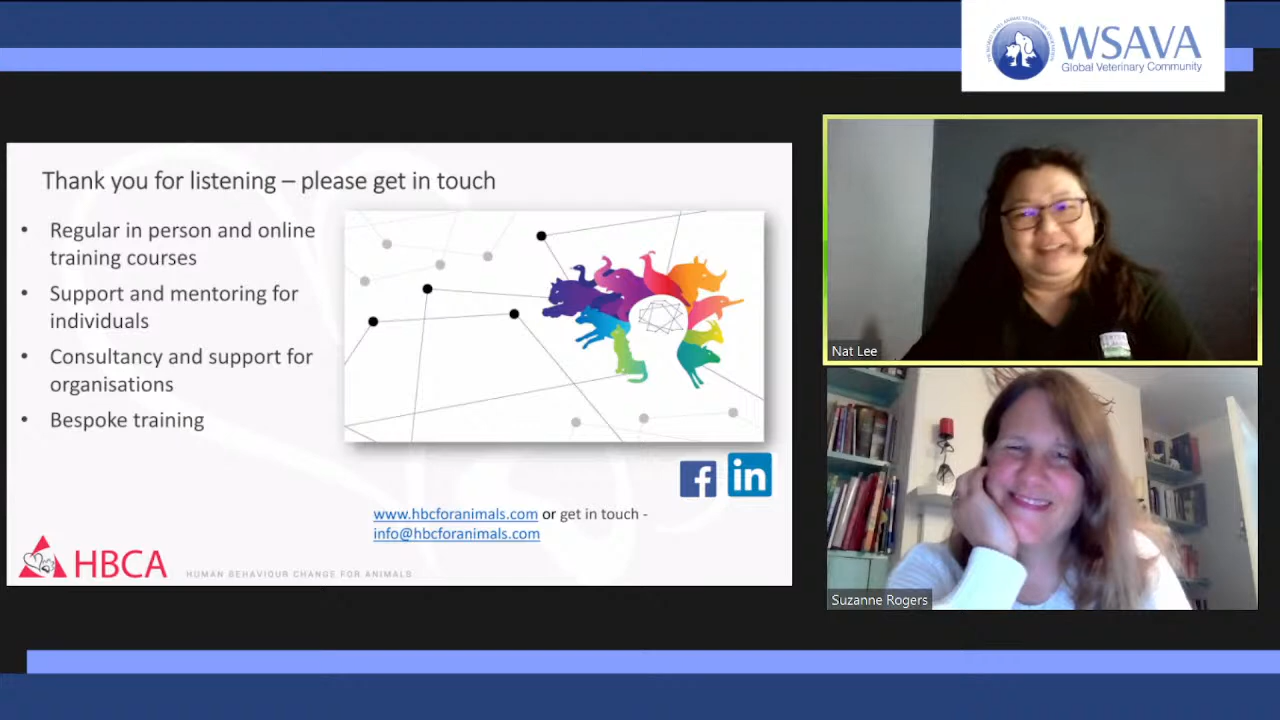 WSAVA
Global Veterinary Community
Thank you for listening – please get in touch
• Regular in person and online
training courses
• Support and mentoring for
individuals
• Consultancy and support for
organisations
• Bespoke training
f
in
www.hbcforanimals.com or get in touch -
info@hbcforanimals.com
HBCA
HUMAN BEHAVIOUR CHANGE FOR ANIMALS
Nat Lee
Suzanne Rogers